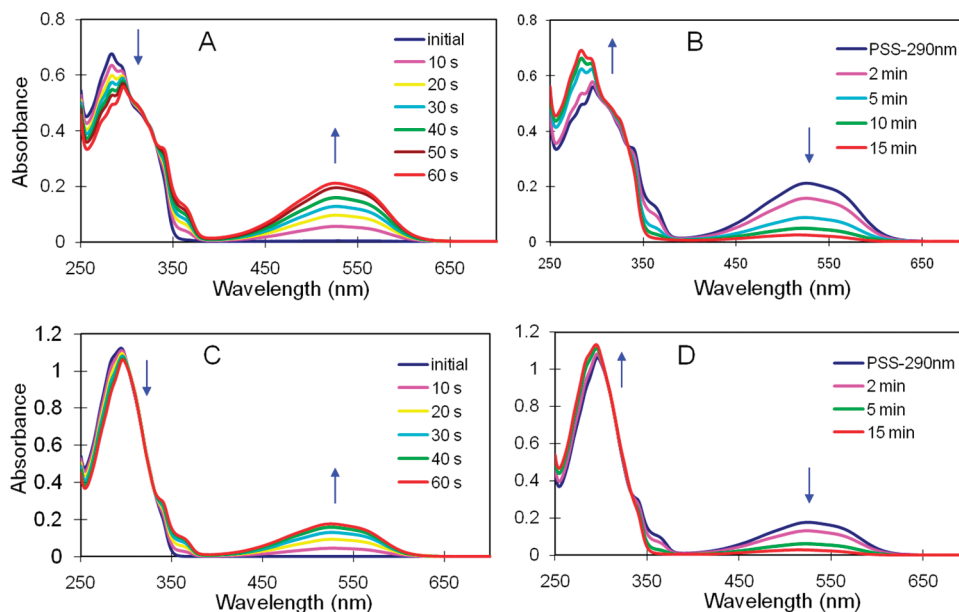 A
0.8
0.6
0.4
0.2
0
Absorbance
250
350
450
550
650
Wavelength (nm)
initial
10 s
20 s
30 s
40 s
50 s
60 s
B
0.8
0.6
0.4
0.2
0
250
350
450
550
650
Wavelength (nm)
PSS-290nm
2 min
5 min
10 min
15 min
C
1.2
1
0.8
0.6
0.4
0.2
0
Absorbance
250
350
450
550
650
Wavelength (nm)
initial
10 s
20 s
30 s
40 s
60 s
D
1.2
1
0.8
0.6
0.4
0.2
0
250
350
450
550
650
Wavelength (nm)
PSS-290nm
2 min
5 min
15 min